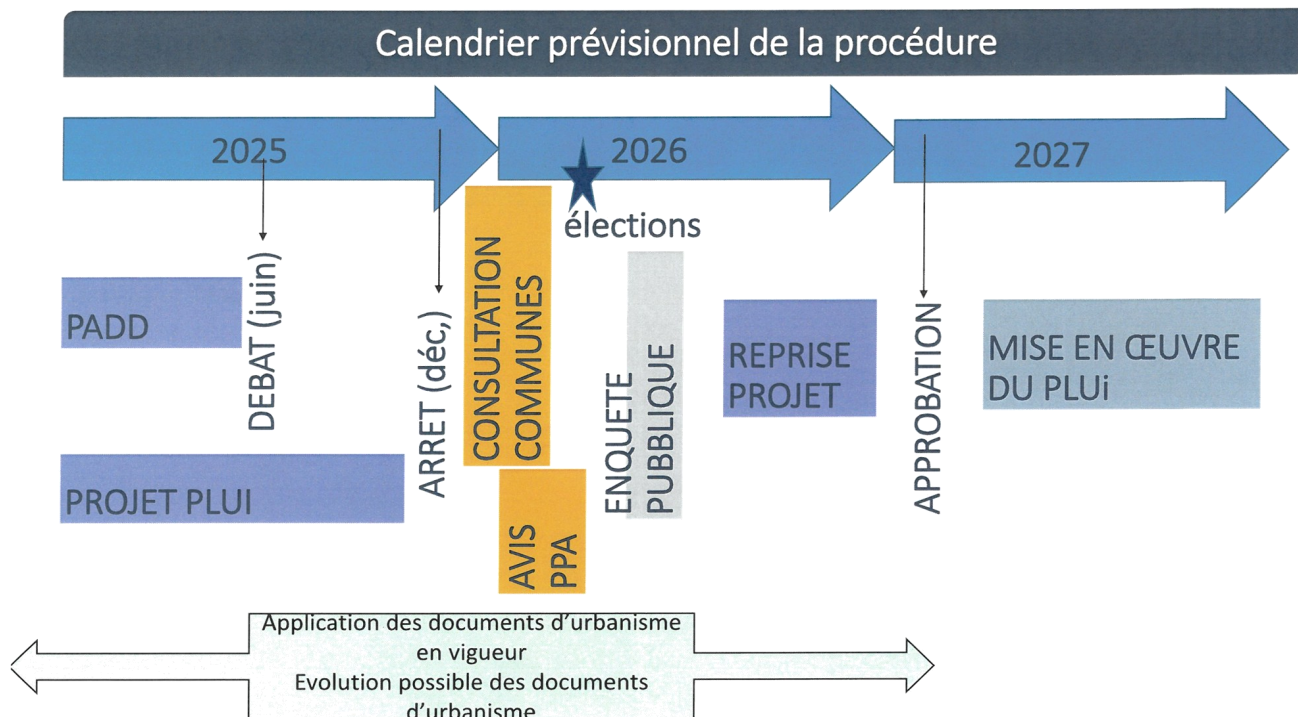 Calendrier prévisionnel de la procédure
2025
2026
2027
élections
PADD
DEBAT (juin)
ARRET (déc,)
CONSULTATION
COMMUNES
ENQUETE
PUBBLIQUE
REPRISE
PROJET
APPROBATION
MISE EN ŒUVRE
DU PLUi
PROJET PLUI
AVIS
PPA
Application des documents d'urbanisme
en vigueur
Evolution possible des documents
d'urbanisme